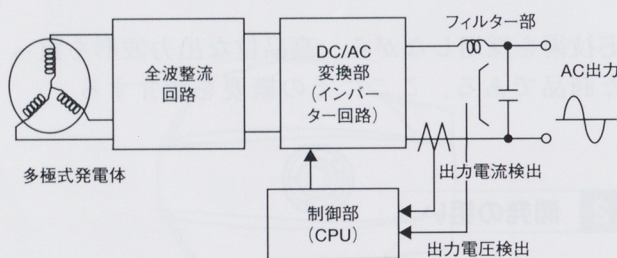 フィルター部
全波整流
回路
DC/AC
変換部
(インバー
ター回路)
AC出力
多極式発電体
出力電流検出
制御部
(CPU)
出力電圧検出